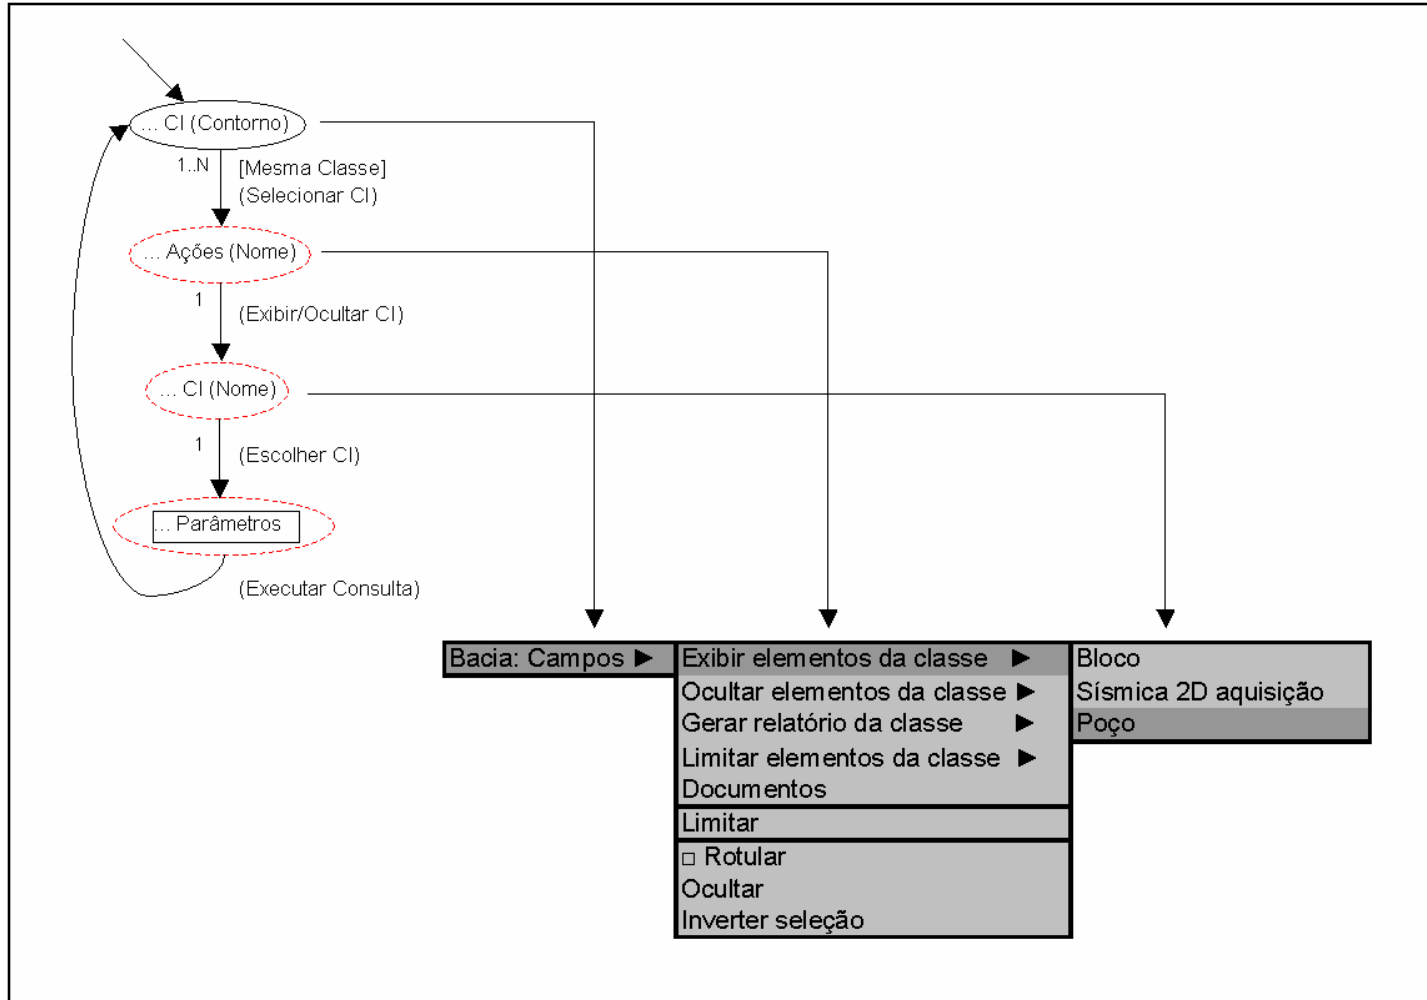 ... CI (Contorno)
1..N
[Mesma Classe]
(Selecionar CI)
... Ações (Nome)
1
(Exibir/Ocultar CI)
... CI (Nome)
1
(Escolher CI)
... Parâmetros
(Executar Consulta)
Bacia: Campos ►
Exibir elementos da classe ►
Ocultar elementos da classe ►
Gerar relatório da classe ►
Limitar elementos da classe ►
Documentos
Limitar
□ Rotular
Ocultar
Inverter seleção
Bloco
Sísmica 2D aquisição
Poço